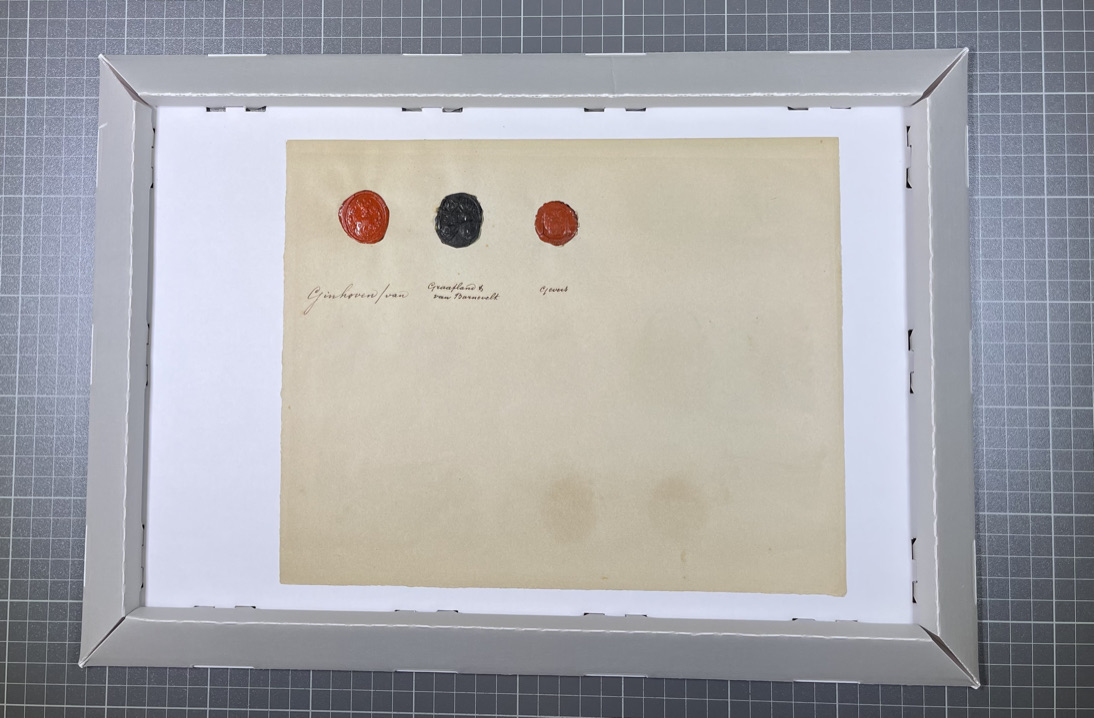 Ginhoven / van
Graafland &
van Barnevelt
Gevers